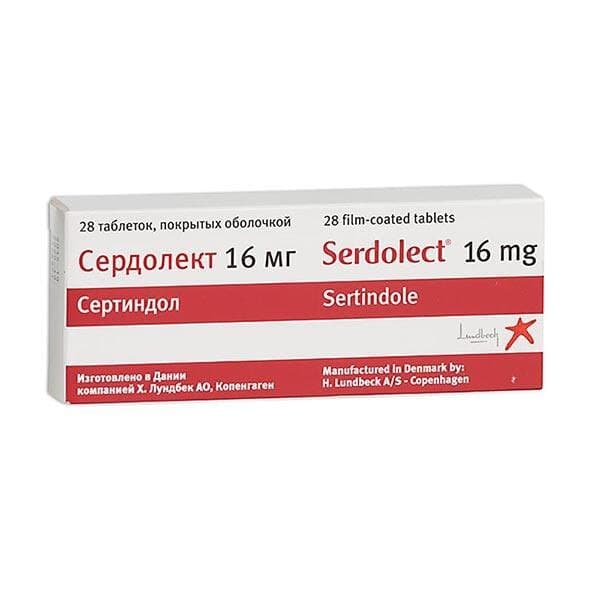 28 таблеток, покрытых оболочкой
Сердолект 16 мг
Сертиндол
Изготовлено в Дании
компанией Х. Лундбек АО, Копенгаген
28 film-coated tablets
Serdolect® 16 mg
Sertindole
Lundbeck
Manufactured in Denmark by:
H. Lundbeck A/S - Copenhagen